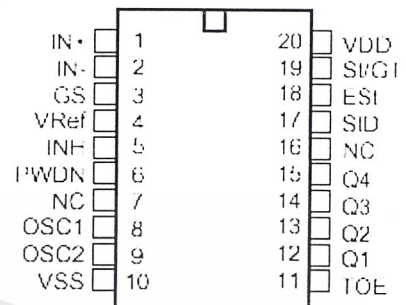 IN+ 1 20 VDD
IN- 2 19 St/GT
GS 3 18 ESt
VRef 4 17 StD
INH 5 16 NC
PWDN 6 15 Q4
NC 7 14 Q3
OSC1 8 13 Q2
OSC2 9 12 Q1
VSS 10 11 TOE